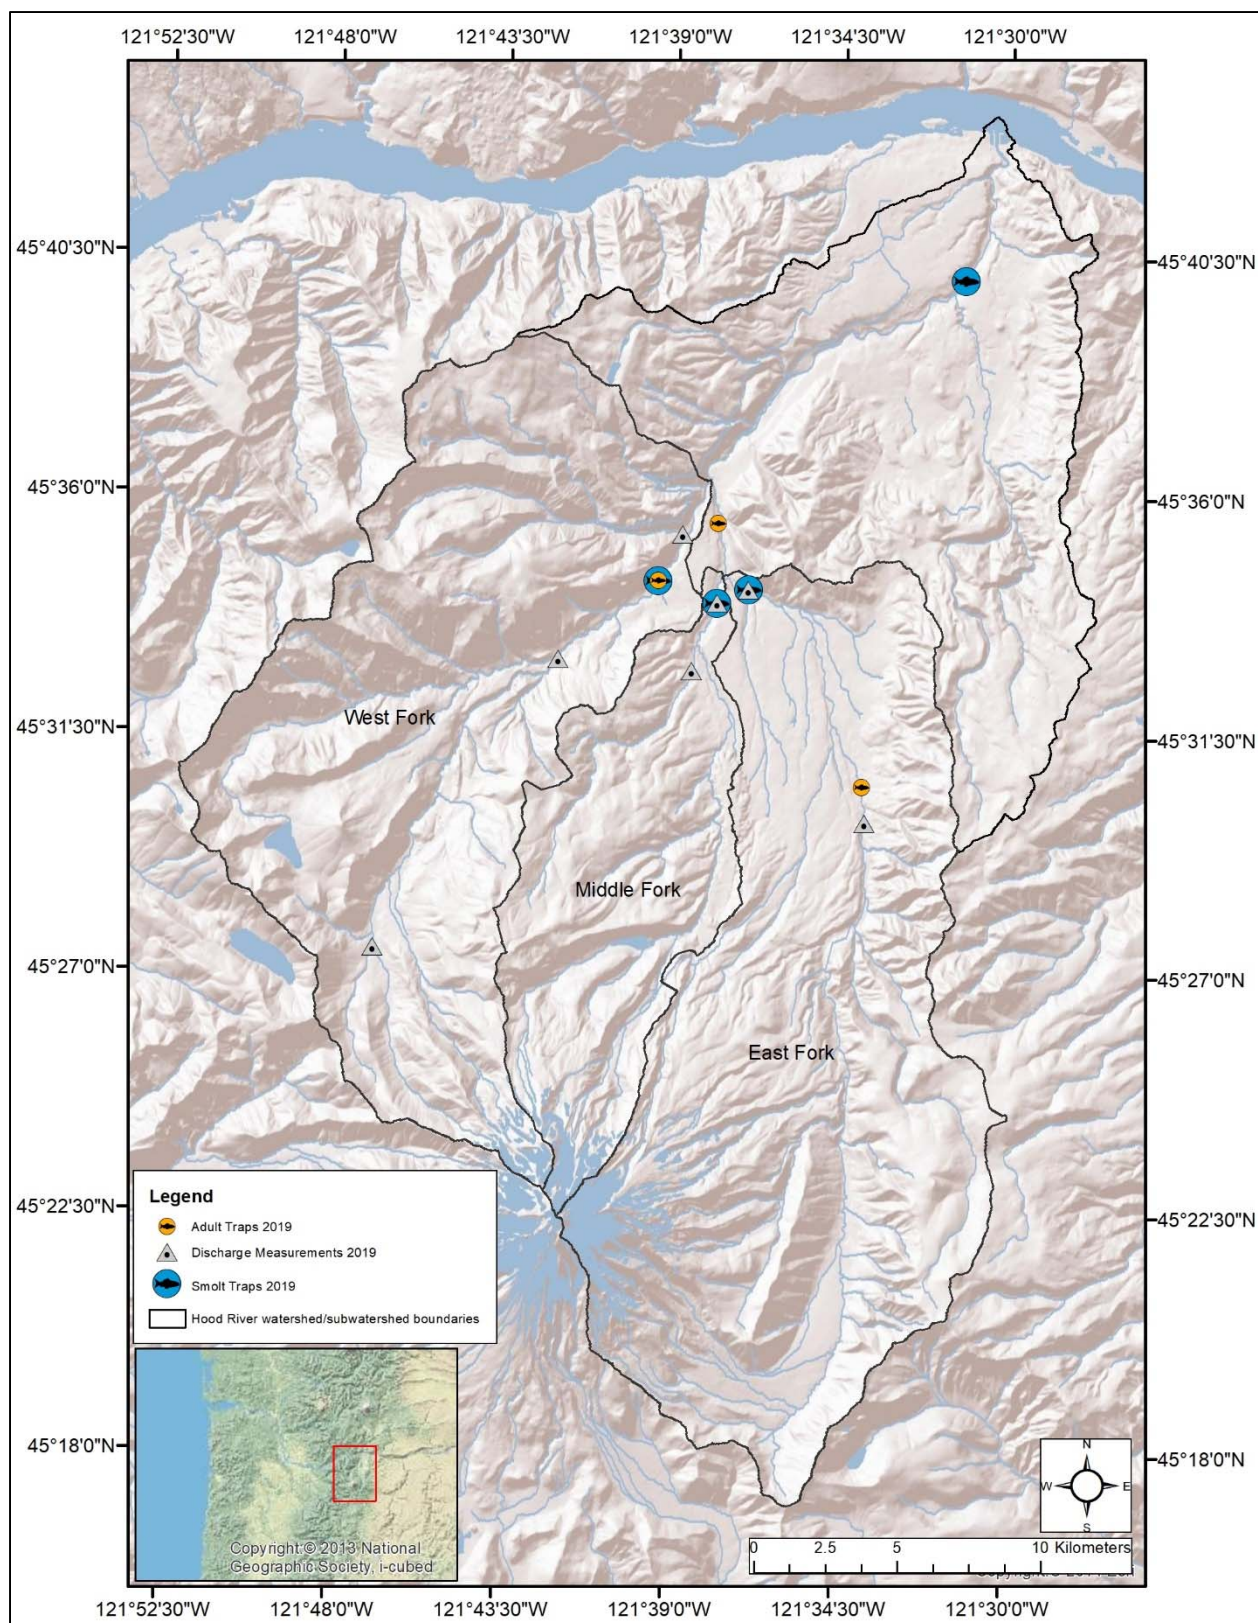 121°52'30"W 121°48'0"W 121°43'30"W 121°39'0"W 121°34'30"W 121°30'0"W
45°40'30"N 45°40'30"N
45°36'0"N 45°36'0"N
45°31'30"N 45°31'30"N
West Fork
Middle Fork
45°27'0"N 45°27'0"N
East Fork
45°22'30"N 45°22'30"N
Legend
Adult Traps 2019
Discharge Measurements 2019
Smolt Traps 2019
Hood River watershed/subwatershed boundaries
45°18'0"N 45°18'0"N
N
W E
S
Copyright:© 2013 National
Geographic Society, i-cubed
0 2.5 5 10 Kilometers
121°52'30"W 121°48'0"W 121°43'30"W 121°39'0"W 121°34'30"W 121°30'0"W